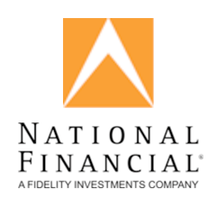 NATIONAL
FINANCIAL®
A FIDELITY INVESTMENTS COMPANY